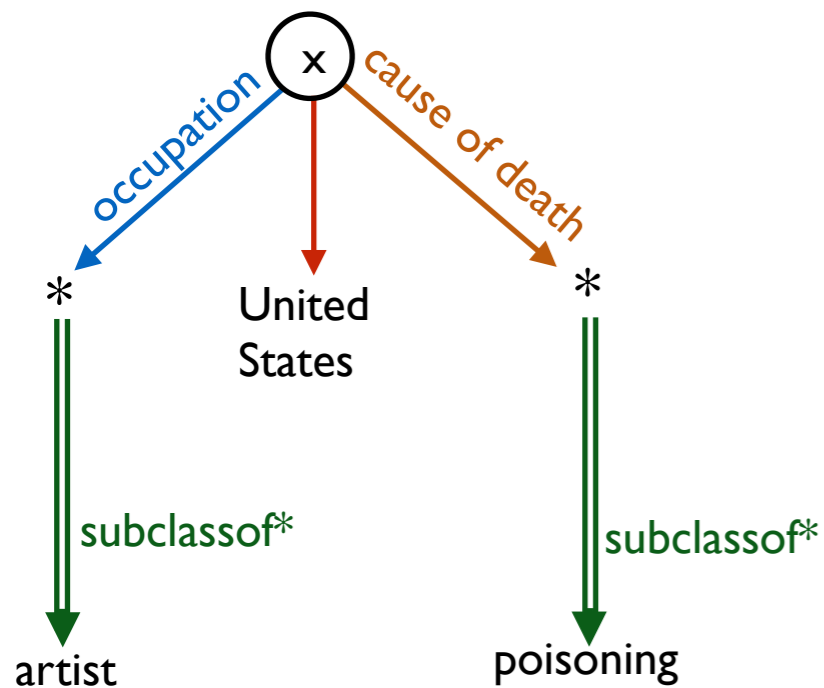 x
occupation
cause of death
*
United
States
*
subclassof*
subclassof*
artist
poisoning